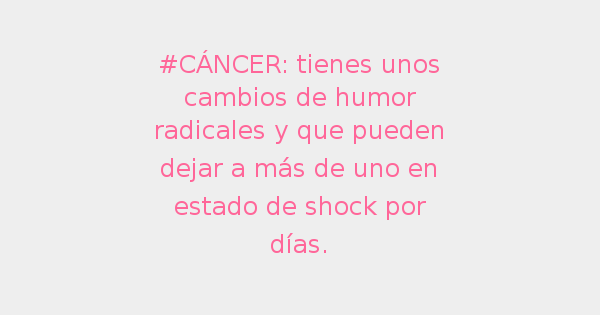 #CÁNCER: tienes unos
cambios de humor
radicales y que pueden
dejar a más de uno en
estado de shock por
días.